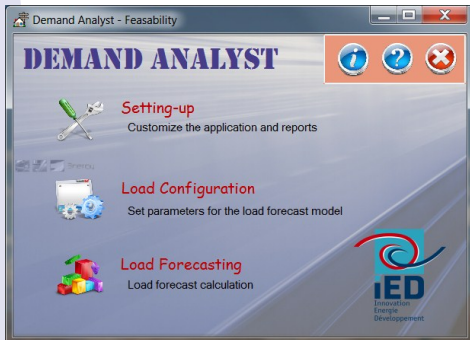 Demand Analyst - Feasability
DEMAND ANALYST
Setting-up
Customize the application and reports
Load Configuration
Set parameters for the load forecast model
Load Forecasting
Load forecast calculation
iED
Innovation
Energie
Développement